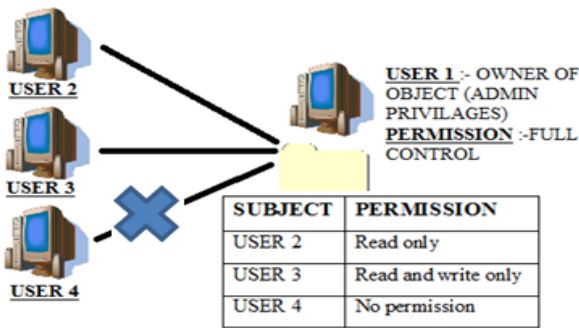 USER 2
USER 3
USER 4
USER 1 :- OWNER OF
OBJECT (ADMIN
PRIVILAGES)
PERMISSION :-FULL
CONTROL
SUBJECT PERMISSION
USER 2 Read only
USER 3 Read and write only
USER 4 No permission